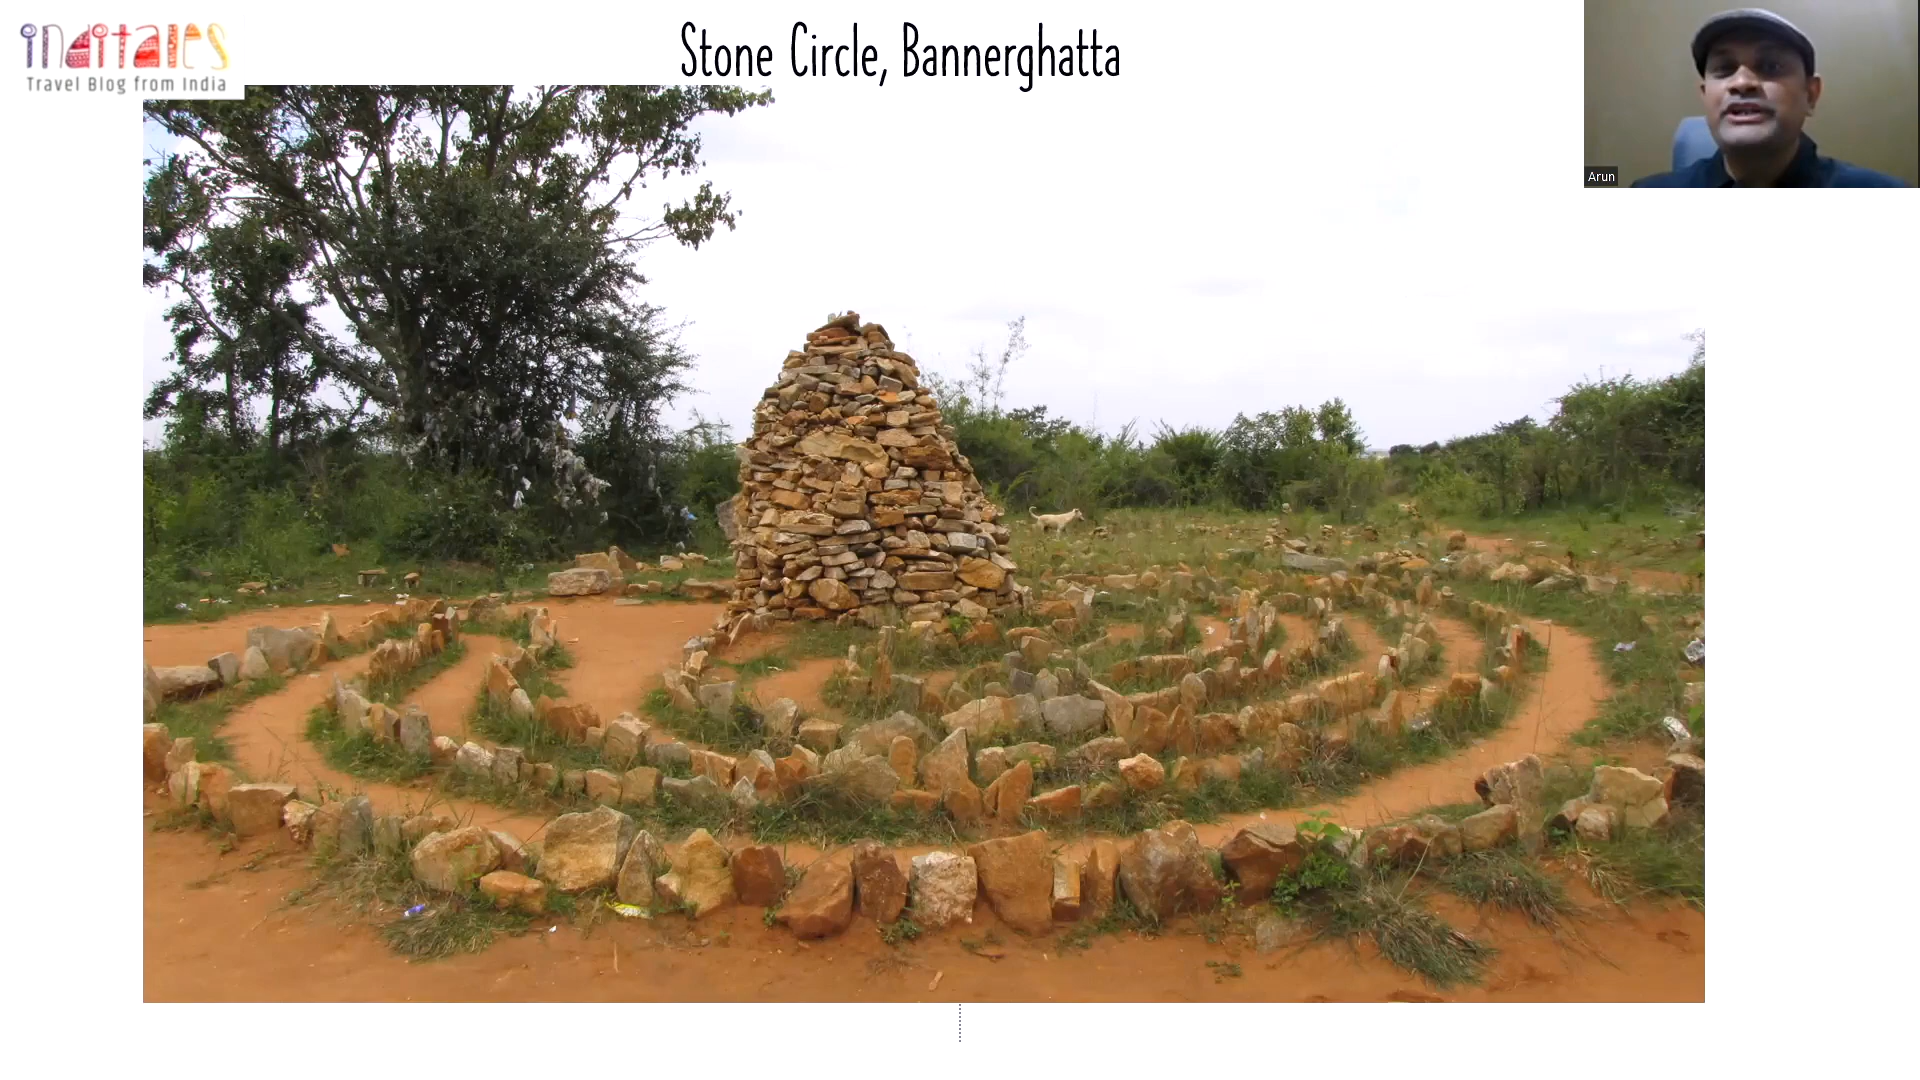 inditales
Travel Blog from India
Stone Circle, Bannerghatta
Arun